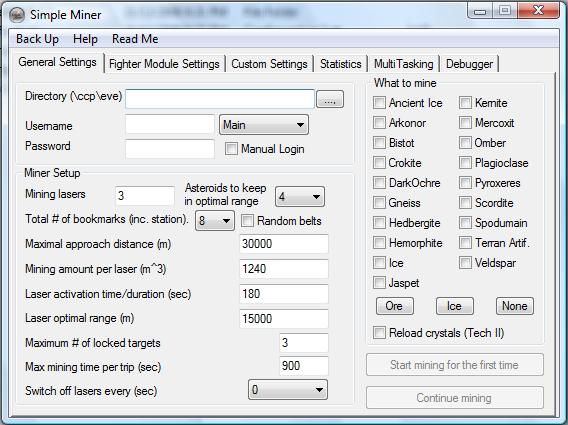 Simple Miner
Back Up Help Read Me
General Settings Fighter Module Settings Custom Settings Statistics MultiTasking Debugger
Directory (\ccp\eve) ...,
Username Main
Password Manual Login
Miner Setup
Mining lasers 3 Asteroids to keep in optimal range 4
Total # of bookmarks (inc. station). 8 Random belts
Maximal approach distance (m) 30000
Mining amount per laser (m^3) 1240
Laser activation time/duration (sec) 180
Laser optimal range (m) 15000
Maximum # of locked targets 3
Max mining time per trip (sec) 900
Switch off lasers every (sec) 0
What to mine
Ancient Ice Kernite
Arkonor Mercoxit
Bistot Omber
Crokite Plagioclase
DarkOchre Pyroxeres
Gneiss Scordite
Hedbergite Spodumain
Hemorphite Terran Artif.
Ice Veldspar
Jaspet
Ore Ice None
Reload crystals (Tech II)
Start mining for the first time
Continue mining